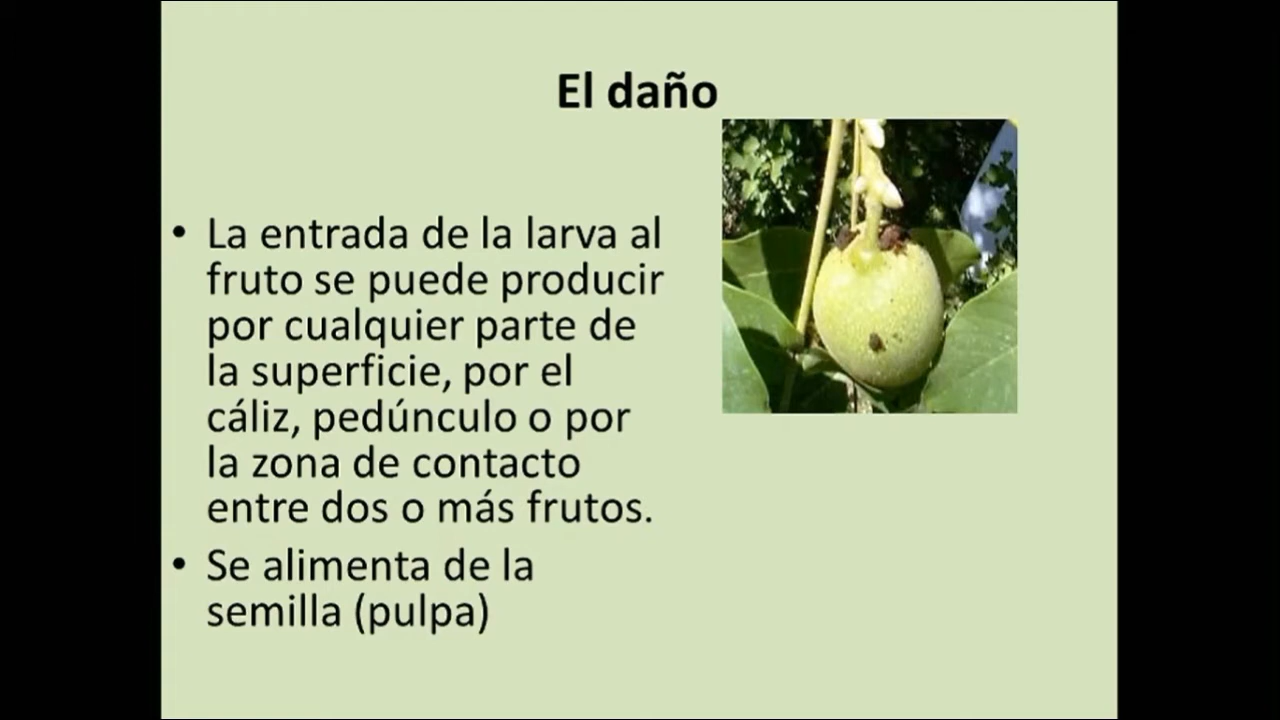 El daño
• La entrada de la larva al
fruto se puede producir
por cualquier parte de
la superficie, por el
cáliz, pedúnculo o por
la zona de contacto
entre dos o más frutos.
• Se alimenta de la
semilla (pulpa)